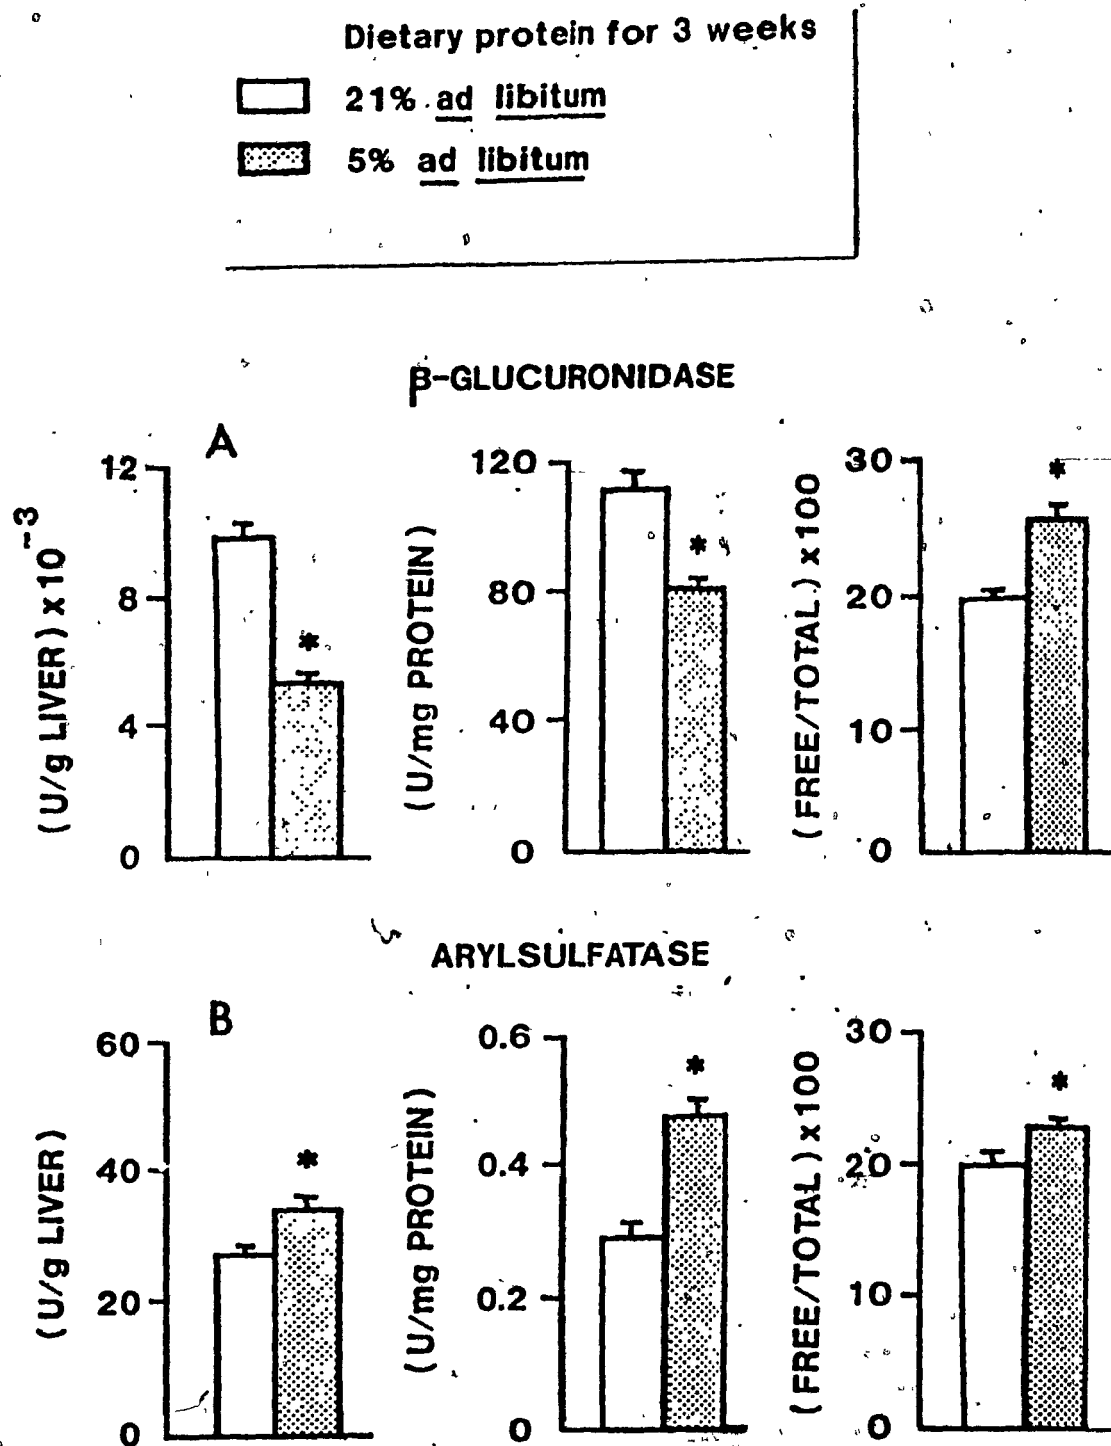 Dietary protein for 3 weeks
21% ad libitum
5% ad libitum
β-GLUCURONIDASE
A
(U/g LIVER) x 10⁻³
12
8
4
0
(U/mg PROTEIN)
120
80
40
0
(FREE/TOTAL) x 100
30
20
10
0
*
*
*
ARYLSULFATASE
B
(U/g LIVER)
60
40
20
0
(U/mg PROTEIN)
0.6
0.4
0.2
0
(FREE/TOTAL) x 100
30
20
10
0
*
*
*